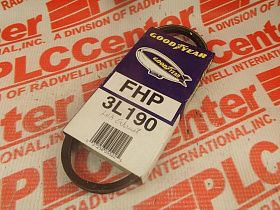 GOODYEAR
GOODYEAR
FHP
3L190
PLCCenter
A DIVISION OF RADWELL INTERNATIONAL, INC.